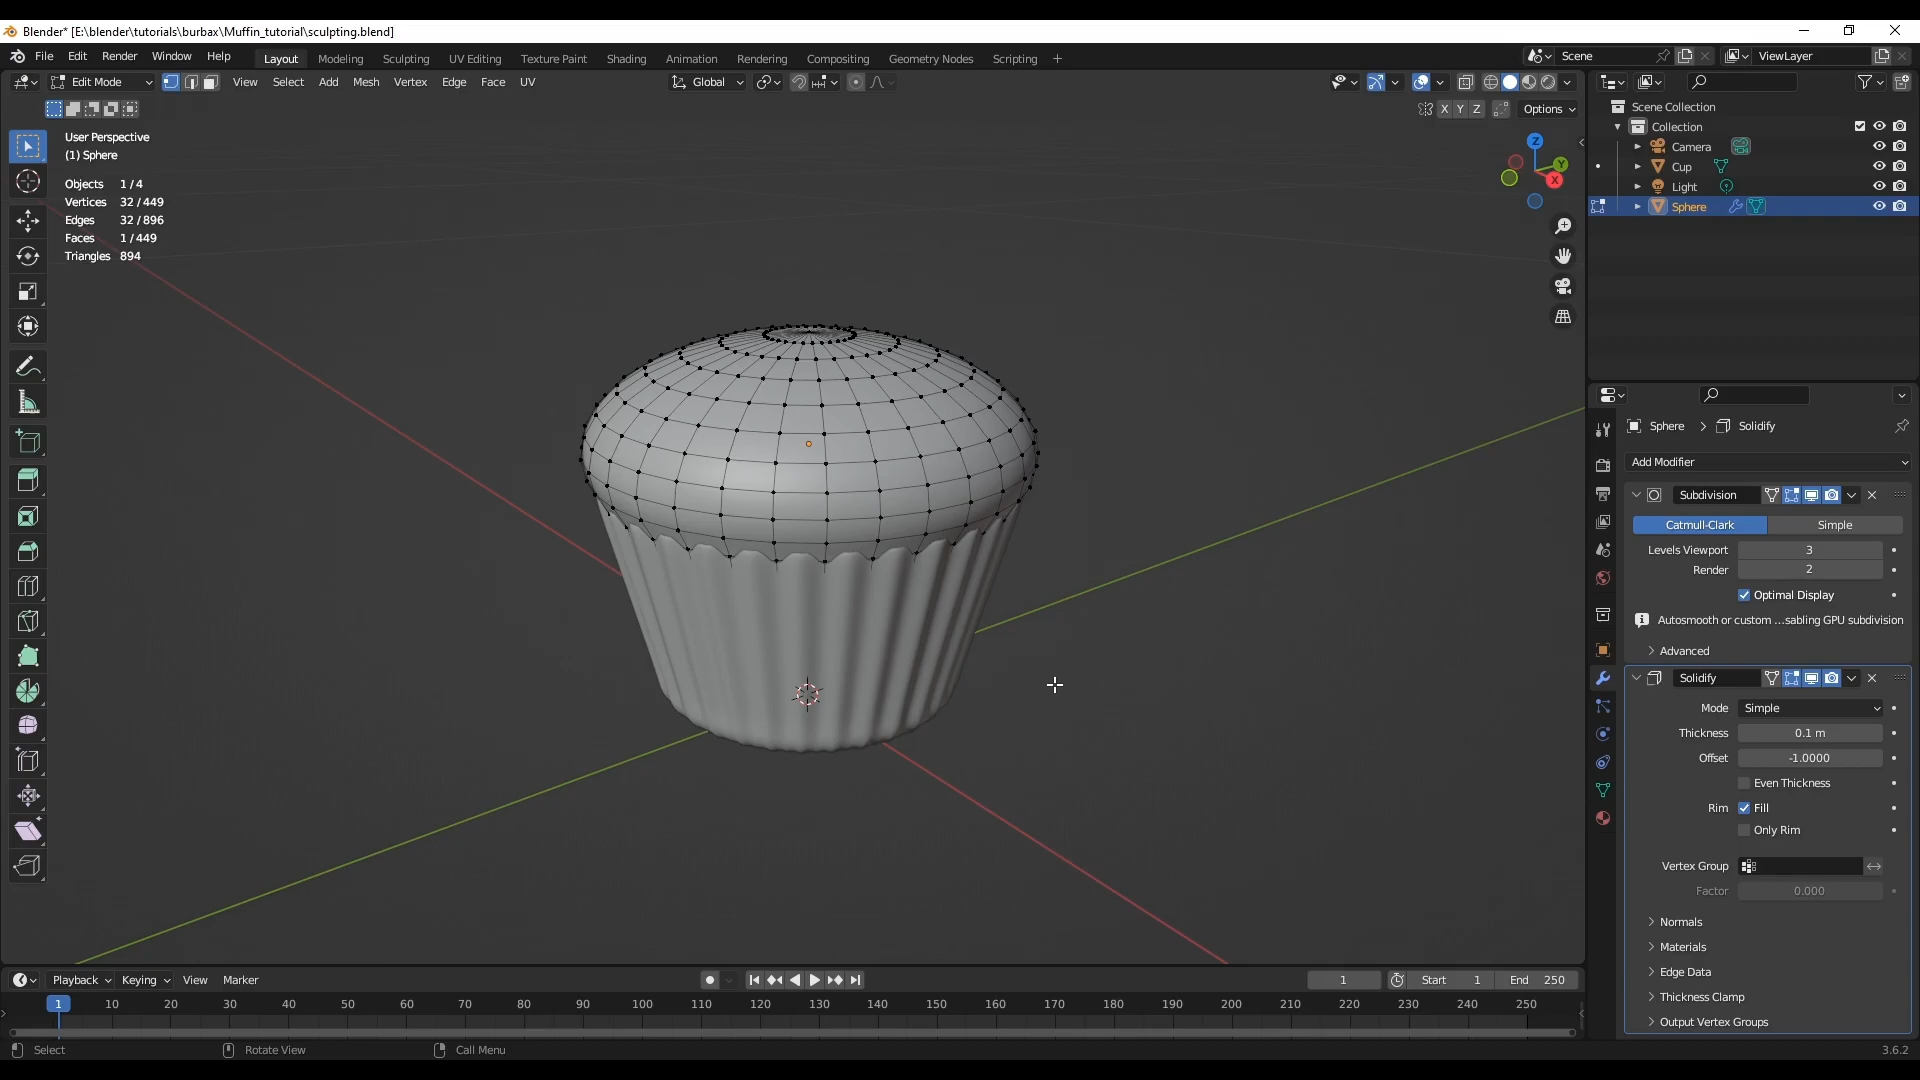 Blender* [E:\blender\tutorials\burbax\Muffin_tutorial\sculpting.blend]
File Edit Render Window Help Layout Modeling Sculpting UV Editing Texture Paint Shading Animation Rendering Compositing Geometry Nodes Scripting + Scene ViewLayer
Edit Mode View Select Add Mesh Vertex Edge Face UV Global
X Y Z Options
User Perspective
(1) Sphere
Objects 1 / 4
Vertices 32 / 449
Edges 32 / 896
Faces 1 / 449
Triangles 894
Z
Y
X
Scene Collection
Collection
Camera
Cup
Light
Sphere
Sphere > Solidify
Add Modifier
Subdivision
Catmull-Clark Simple
Levels Viewport 3
Render 2
Optimal Display
Autosmooth or custom ...sabling GPU subdivision
Advanced
Solidify
Mode Simple
Thickness 0.1 m
Offset -1.0000
Even Thickness
Rim Fill
Only Rim
Vertex Group
Factor 0.000
Normals
Materials
Edge Data
Thickness Clamp
Output Vertex Groups
Playback Keying View Marker 1 Start 1 End 250
1 10 20 30 40 50 60 70 80 90 100 110 120 130 140 150 160 170 180 190 200 210 220 230 240 250
Select Rotate View Call Menu 3.6.2